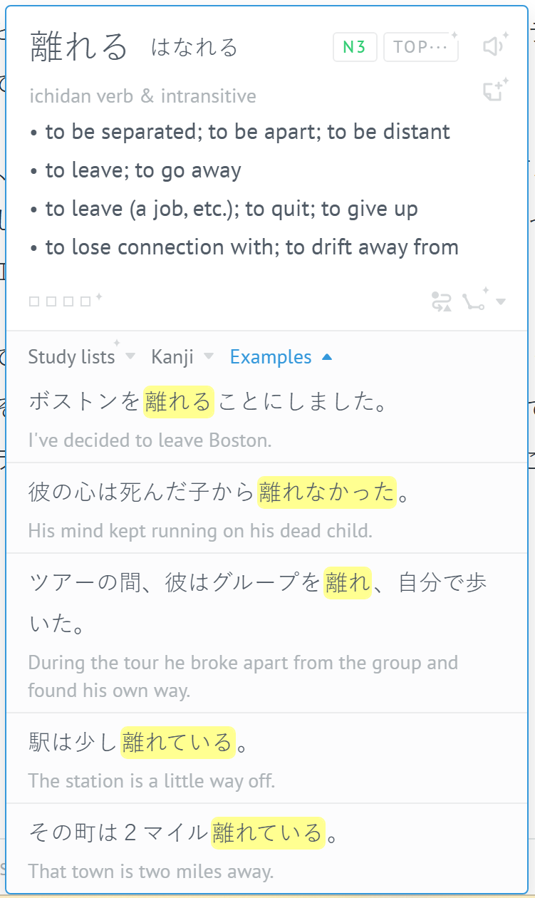 離れる はなれる N3 TOP…
ichidan verb & intransitive
• to be separated; to be apart; to be distant
• to leave; to go away
• to leave (a job, etc.); to quit; to give up
• to lose connection with; to drift away from
Study lists Kanji Examples
ボストンを離れることにしました。
I've decided to leave Boston.
彼の心は死んだ子から離れなかった。
His mind kept running on his dead child.
ツアーの間、彼はグループを離れ、自分で歩
いた。
During the tour he broke apart from the group and
found his own way.
駅は少し離れている。
The station is a little way off.
その町は２マイル離れている。
That town is two miles away.